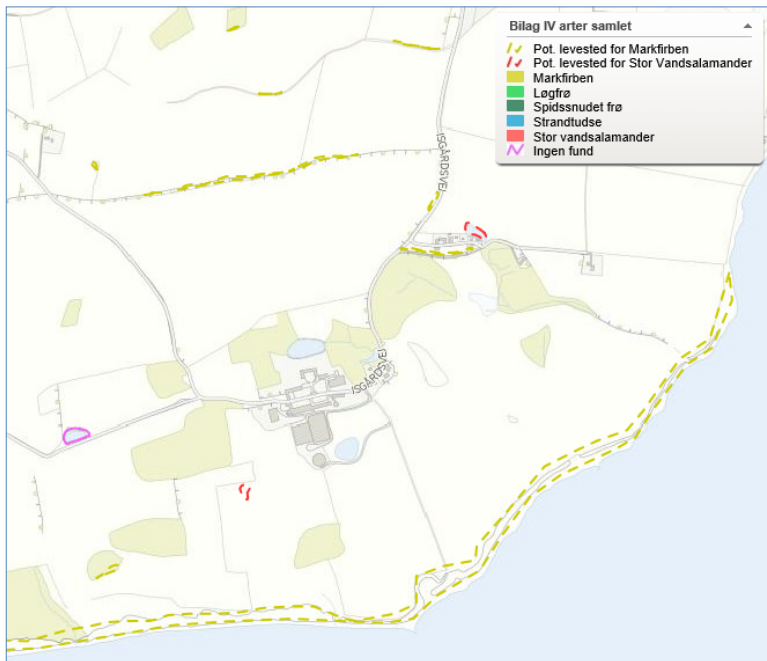 Bilag IV arter samlet
Pot. levested for Markfirben
Pot. levested for Stor Vandsalamander
Markfirben
Løgfrø
Spidssnudet frø
Strandtudse
Stor vandsalamander
Ingen fund
ISGÅRDSVEJ
ISGÅRDSVEJ